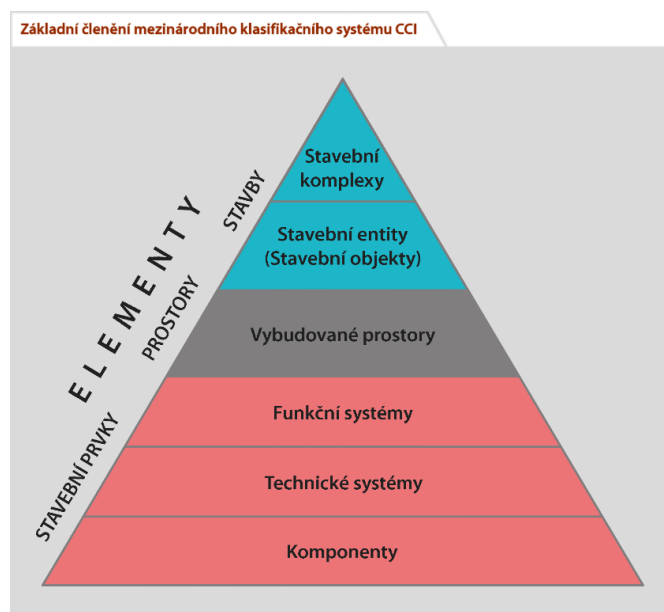 Základní členění mezinárodního klasifikačního systému CCI
ELEMENTY
STAVBY
PROSTORY
STAVEBNÍ PRVKY
Stavební
komplexy
Stavební entity
(Stavební objekty)
Vybudované prostory
Funkční systémy
Technické systémy
Komponenty